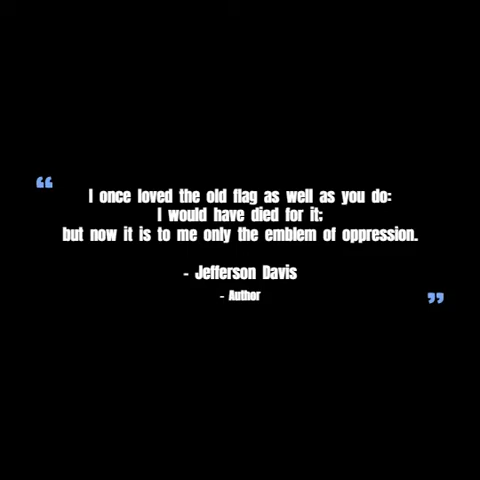 “
I once loved the old flag as well as you do:
I would have died for it;
but now it is to me only the emblem of oppression.
- Jefferson Davis
- Author
”